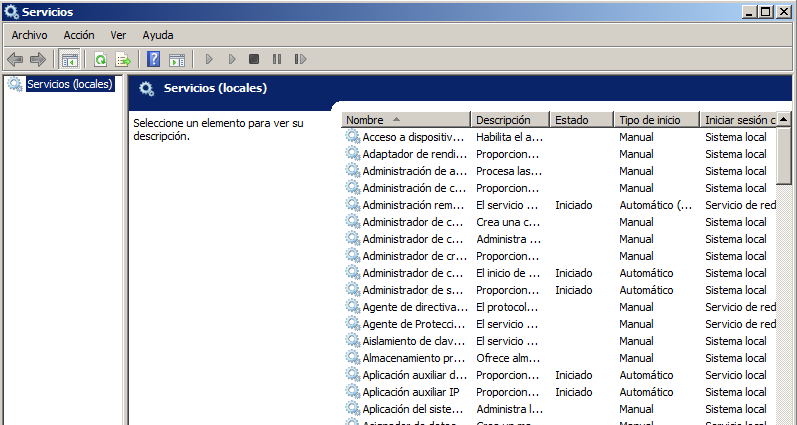 Servicios
Archivo Acción Ver Ayuda
Servicios (locales)
Servicios (locales)
Seleccione un elemento para ver su
descripción.
Nombre Descripción Estado Tipo de inicio Iniciar sesión c
Acceso a dispositiv... Habilita el a... Manual Sistema local
Adaptador de rendi... Proporcion... Manual Sistema local
Administración de a... Procesa las... Manual Sistema local
Administración de c... Proporcion... Manual Sistema local
Administración rem... El servicio ... Iniciado Automático (... Servicio de red
Administrador de c... Crea una c... Manual Sistema local
Administrador de c... Administra ... Manual Sistema local
Administrador de cr... Proporcion... Manual Sistema local
Administrador de c... El inicio de ... Iniciado Automático Sistema local
Administrador de s... Proporcion... Iniciado Automático Sistema local
Agente de directiva... El protocol... Manual Servicio de red
Agente de Protecci... El servicio ... Manual Servicio de red
Aislamiento de clav... El servicio ... Manual Sistema local
Almacenamiento pr... Ofrece alm... Manual Sistema local
Aplicación auxiliar d... Proporcion... Iniciado Automático Servicio local
Aplicación auxiliar IP Proporcion... Iniciado Automático Sistema local
Aplicación del siste... Administra l... Manual Sistema local